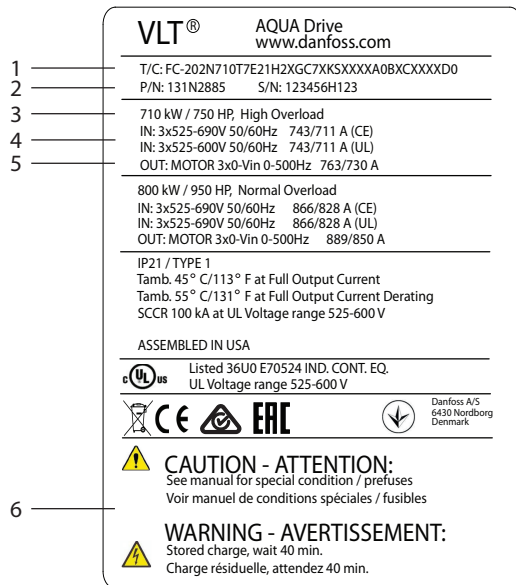 VLT® AQUA Drive
www.danfoss.com
1 T/C: FC-202N710T7E21H2XGC7XKSXXXXA0BXCXXXXD0
2 P/N: 131N2885 S/N: 123456H123
3 710 kW / 750 HP, High Overload
4 IN: 3x525-690V 50/60Hz 743/711 A (CE)
IN: 3x525-600V 50/60Hz 743/711 A (UL)
5 OUT: MOTOR 3x0-Vin 0-500Hz 763/730 A
800 kW / 950 HP, Normal Overload
IN: 3x525-690V 50/60Hz 866/828 A (CE)
IN: 3x525-690V 50/60Hz 866/828 A (UL)
OUT: MOTOR 3x0-Vin 0-500Hz 889/850 A
IP21 / TYPE 1
Tamb. 45° C/113° F at Full Output Current
Tamb. 55° C/131° F at Full Output Current Derating
SCCR 100 kA at UL Voltage range 525-600 V
ASSEMBLED IN USA
c UL us Listed 36U0 E70524 IND. CONT. EQ.
UL Voltage range 525-600 V
CE EAC
Danfoss A/S
6430 Nordborg
Denmark
CAUTION - ATTENTION:
See manual for special condition / prefuses
Voir manuel de conditions spéciales / fusibles
6
WARNING - AVERTISSEMENT:
Stored charge, wait 40 min.
Charge résiduelle, attendez 40 min.